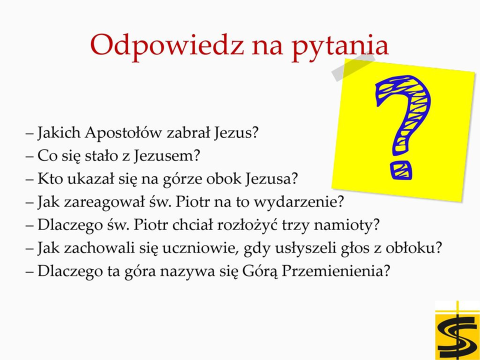 Odpowiedz na pytania
?
– Jakich Apostołów zabrał Jezus?
– Co się stało z Jezusem?
– Kto ukazał się na górze obok Jezusa?
– Jak zareagował św. Piotr na to wydarzenie?
– Dlaczego św. Piotr chciał rozłożyć trzy namioty?
– Jak zachowali się uczniowie, gdy usłyszeli głos z obłoku?
– Dlaczego ta góra nazywa się Górą Przemienienia?